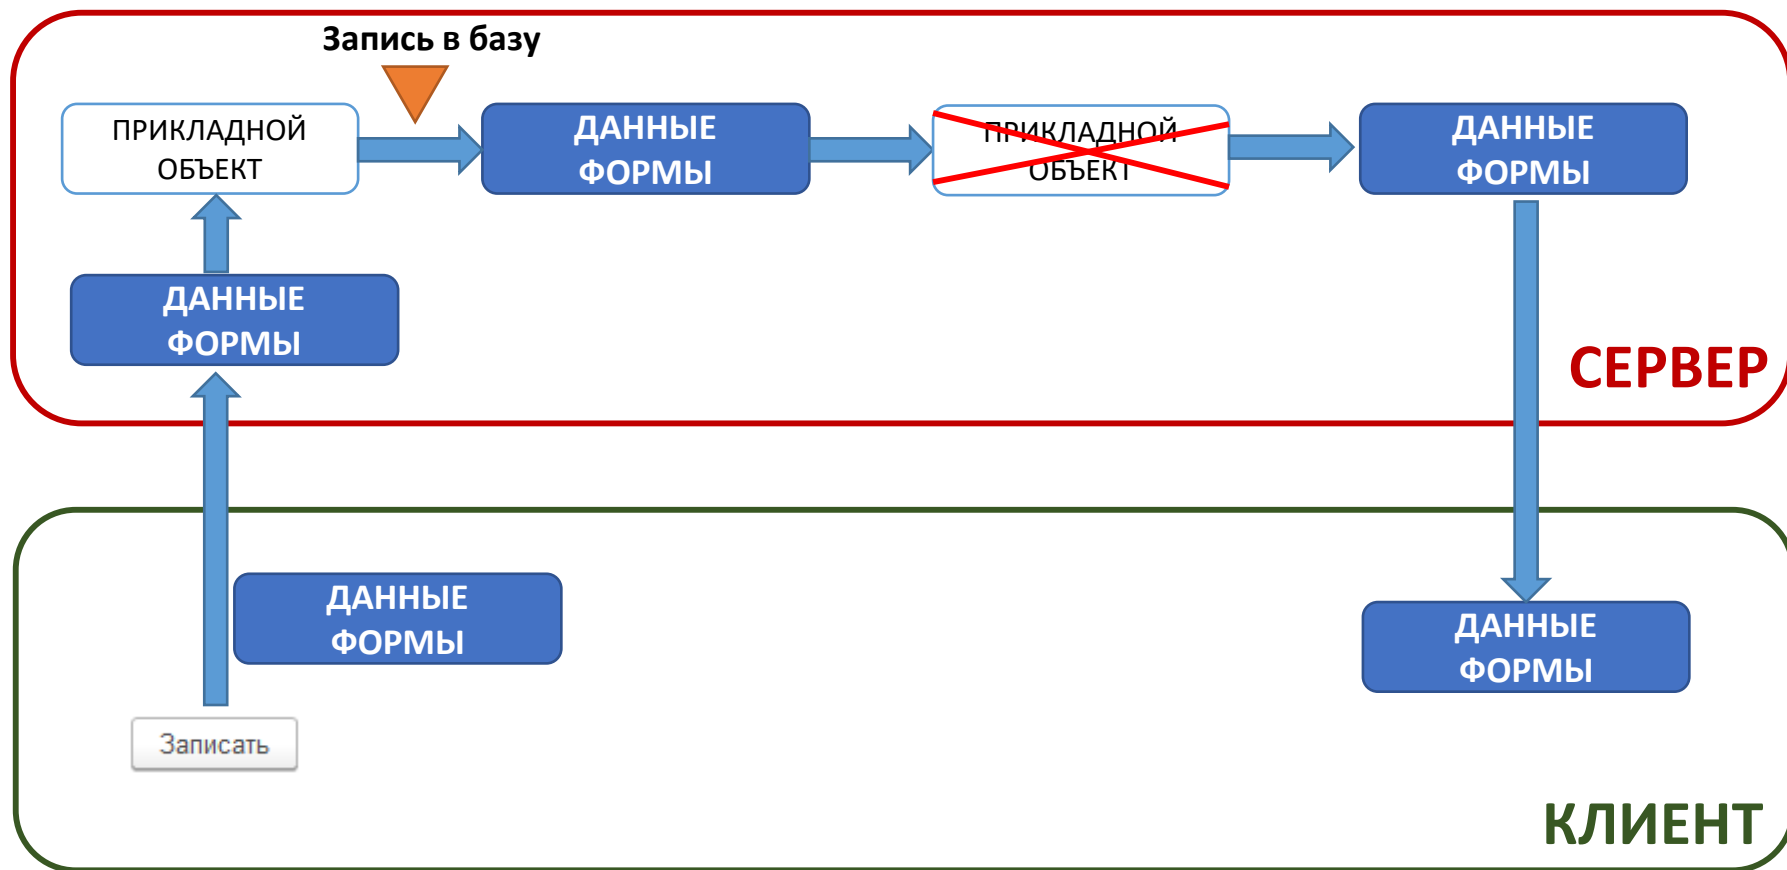 Запись в базу
ПРИКЛАДНОЙ
ОБЪЕКТ
ДАННЫЕ
ФОРМЫ
ПРИКЛАДНОЙ
ОБЪЕКТ
ДАННЫЕ
ФОРМЫ
ДАННЫЕ
ФОРМЫ
СЕРВЕР
ДАННЫЕ
ФОРМЫ
ДАННЫЕ
ФОРМЫ
Записать
КЛИЕНТ